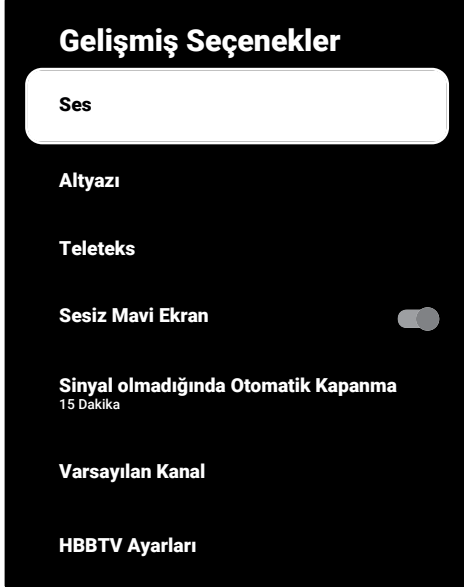 Gelişmiş Seçenekler
Ses
Altyazı
Teleteks
Sesiz Mavi Ekran
Sinyal olmadığında Otomatik Kapanma
15 Dakika
Varsayılan Kanal
HBBTV Ayarları